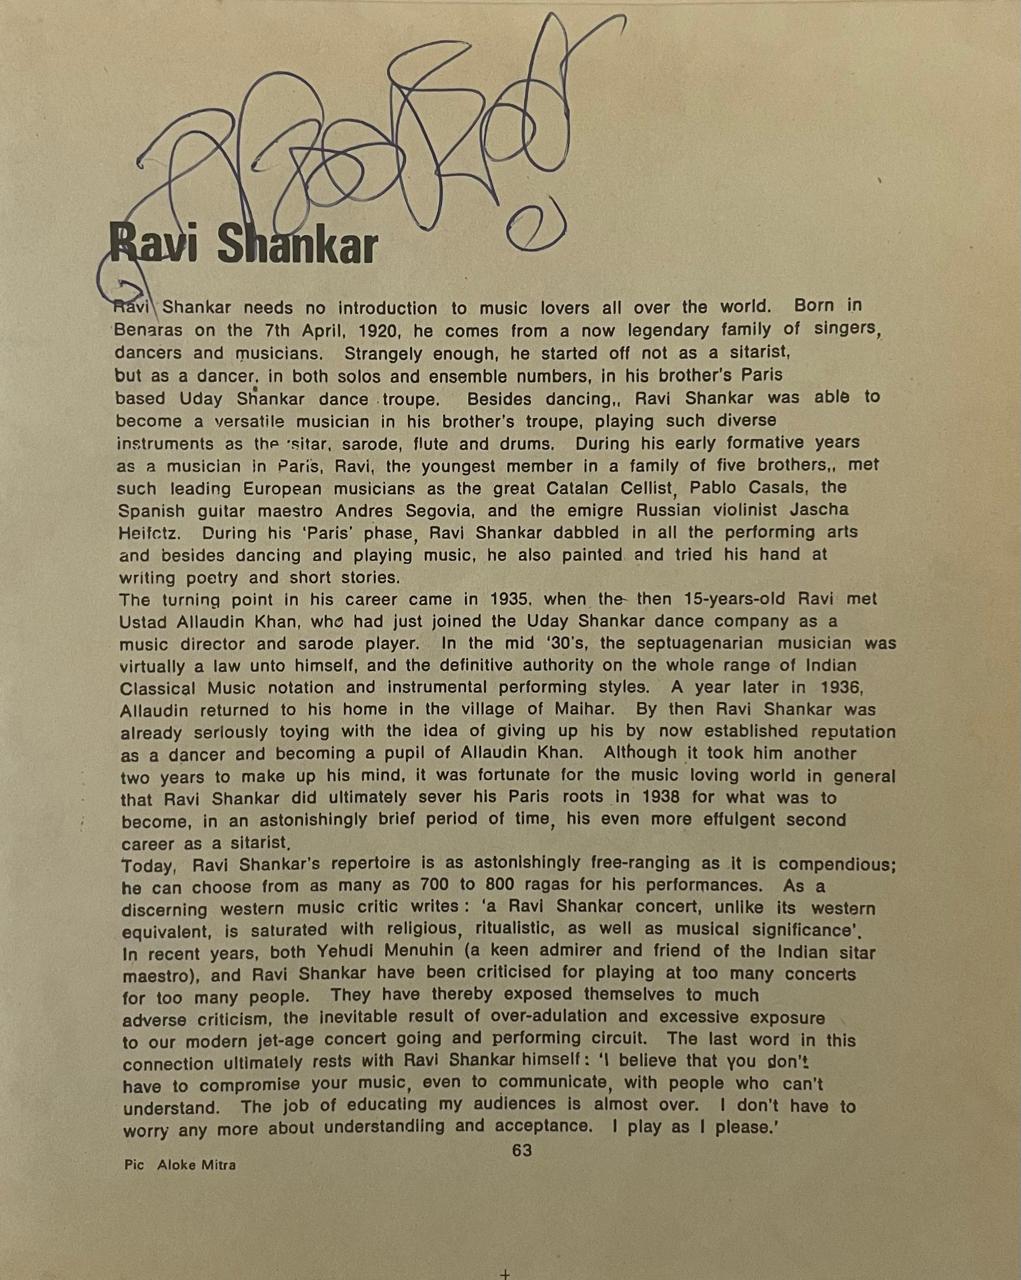 Ravi Shankar
Ravi Shankar needs no introduction to music lovers all over the world. Born in
Benaras on the 7th April, 1920, he comes from a now legendary family of singers,
dancers and musicians. Strangely enough, he started off not as a sitarist,
but as a dancer, in both solos and ensemble numbers, in his brother's Paris
based Uday Shankar dance troupe. Besides dancing,, Ravi Shankar was able to
become a versatile musician in his brother's troupe, playing such diverse
instruments as the sitar, sarode, flute and drums. During his early formative years
as a musician in Paris, Ravi, the youngest member in a family of five brothers,, met
such leading European musicians as the great Catalan Cellist, Pablo Casals, the
Spanish guitar maestro Andres Segovia, and the emigre Russian violinist Jascha
Heifetz. During his 'Paris' phase, Ravi Shankar dabbled in all the performing arts
and besides dancing and playing music, he also painted and tried his hand at
writing poetry and short stories.
The turning point in his career came in 1935, when the then 15-years-old Ravi met
Ustad Allaudin Khan, who had just joined the Uday Shankar dance company as a
music director and sarode player. In the mid '30's, the septuagenarian musician was
virtually a law unto himself, and the definitive authority on the whole range of Indian
Classical Music notation and instrumental performing styles. A year later in 1936,
Allaudin returned to his home in the village of Maihar. By then Ravi Shankar was
already seriously toying with the idea of giving up his by now established reputation
as a dancer and becoming a pupil of Allaudin Khan. Although it took him another
two years to make up his mind, it was fortunate for the music loving world in general
that Ravi Shankar did ultimately sever his Paris roots in 1938 for what was to
become, in an astonishingly brief period of time, his even more effulgent second
career as a sitarist.
Today, Ravi Shankar's repertoire is as astonishingly free-ranging as it is compendious;
he can choose from as many as 700 to 800 ragas for his performances. As a
discerning western music critic writes : 'a Ravi Shankar concert, unlike its western
equivalent, is saturated with religious, ritualistic, as well as musical significance'.
In recent years, both Yehudi Menuhin (a keen admirer and friend of the Indian sitar
maestro), and Ravi Shankar have been criticised for playing at too many concerts
for too many people. They have thereby exposed themselves to much
adverse criticism, the inevitable result of over-adulation and excessive exposure
to our modern jet-age concert going and performing circuit. The last word in this
connection ultimately rests with Ravi Shankar himself : 'I believe that you don't
have to compromise your music, even to communicate, with people who can't
understand. The job of educating my audiences is almost over. I don't have to
worry any more about understandiing and acceptance. I play as I please.'
63
Pic Aloke Mitra